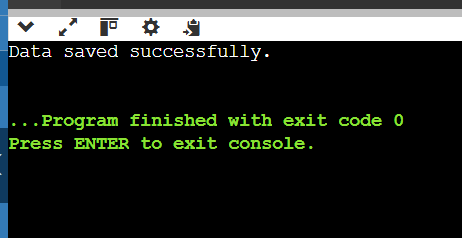 Data saved successfully.
...Program finished with exit code 0
Press ENTER to exit console.